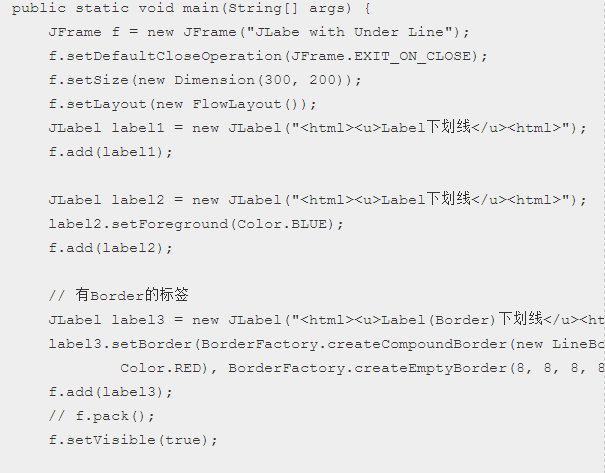 public static void main(String[] args) {
JFrame f = new JFrame("JLabe with Under Line");
f.setDefaultCloseOperation(JFrame.EXIT_ON_CLOSE);
f.setSize(new Dimension(300, 200));
f.setLayout(new FlowLayout());
JLabel label1 = new JLabel("<html><u>Label下划线</u><html>");
f.add(label1);
JLabel label2 = new JLabel("<html><u>Label下划线</u><html>");
label2.setForeground(Color.BLUE);
f.add(label2);
// 有Border的标签
JLabel label3 = new JLabel("<html><u>Label(Border)下划线</u><ht
label3.setBorder(BorderFactory.createCompoundBorder(new LineBo
Color.RED), BorderFactory.createEmptyBorder(8, 8, 8, 8
f.add(label3);
// f.pack();
f.setVisible(true);